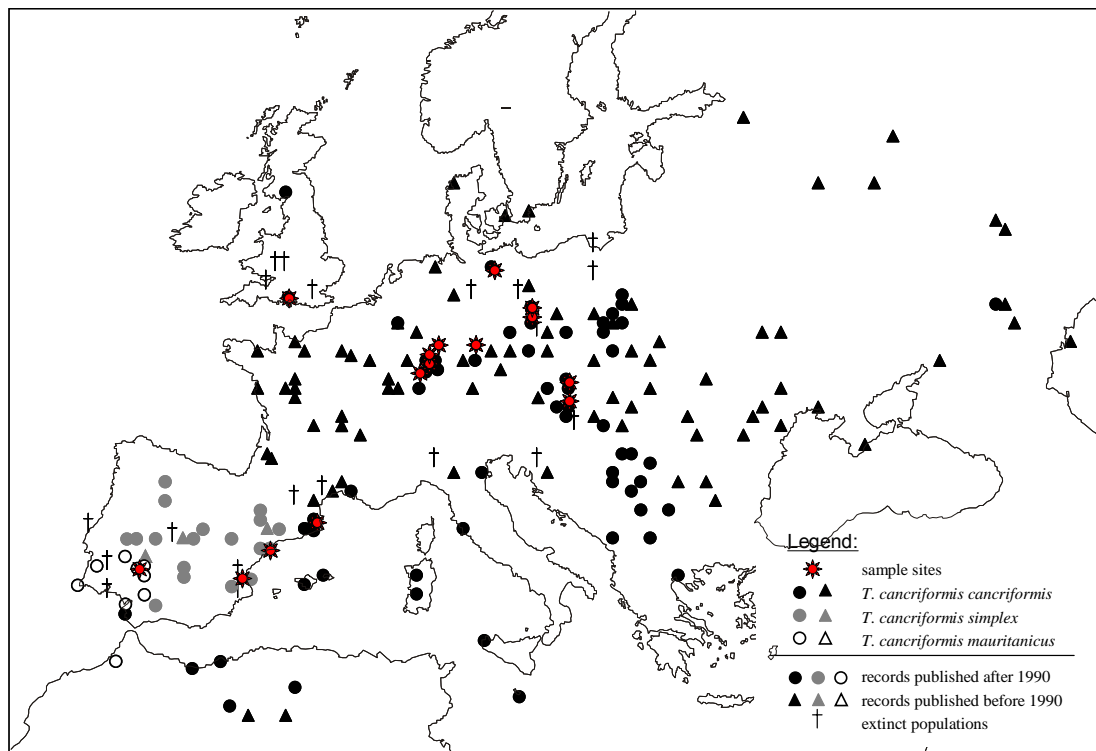 Legend:
sample sites
T. cancriformis cancriformis
T. cancriformis simplex
T. cancriformis mauritanicus
records published after 1990
records published before 1990
extinct populations